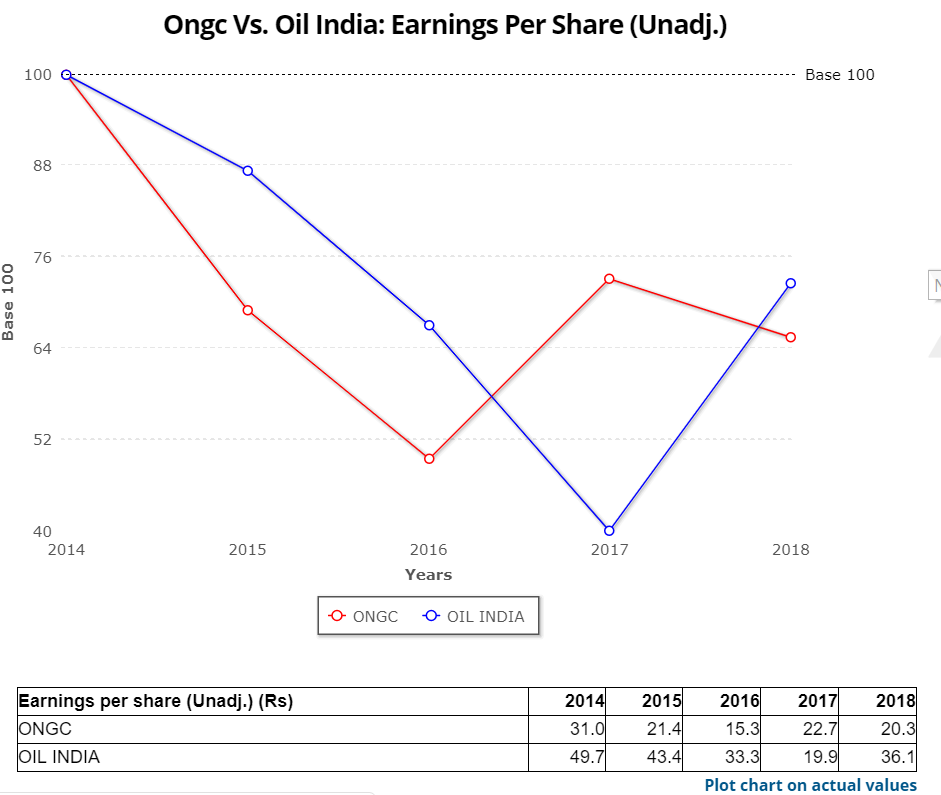 Ongc Vs. Oil India: Earnings Per Share (Unadj.)
100
Base 100
88
76
64
52
40
Base 100
2014 2015 2016 2017 2018
Years
ONGC OIL INDIA
Earnings per share (Unadj.) (Rs) 2014 2015 2016 2017 2018
ONGC 31.0 21.4 15.3 22.7 20.3
OIL INDIA 49.7 43.4 33.3 19.9 36.1
Plot chart on actual values